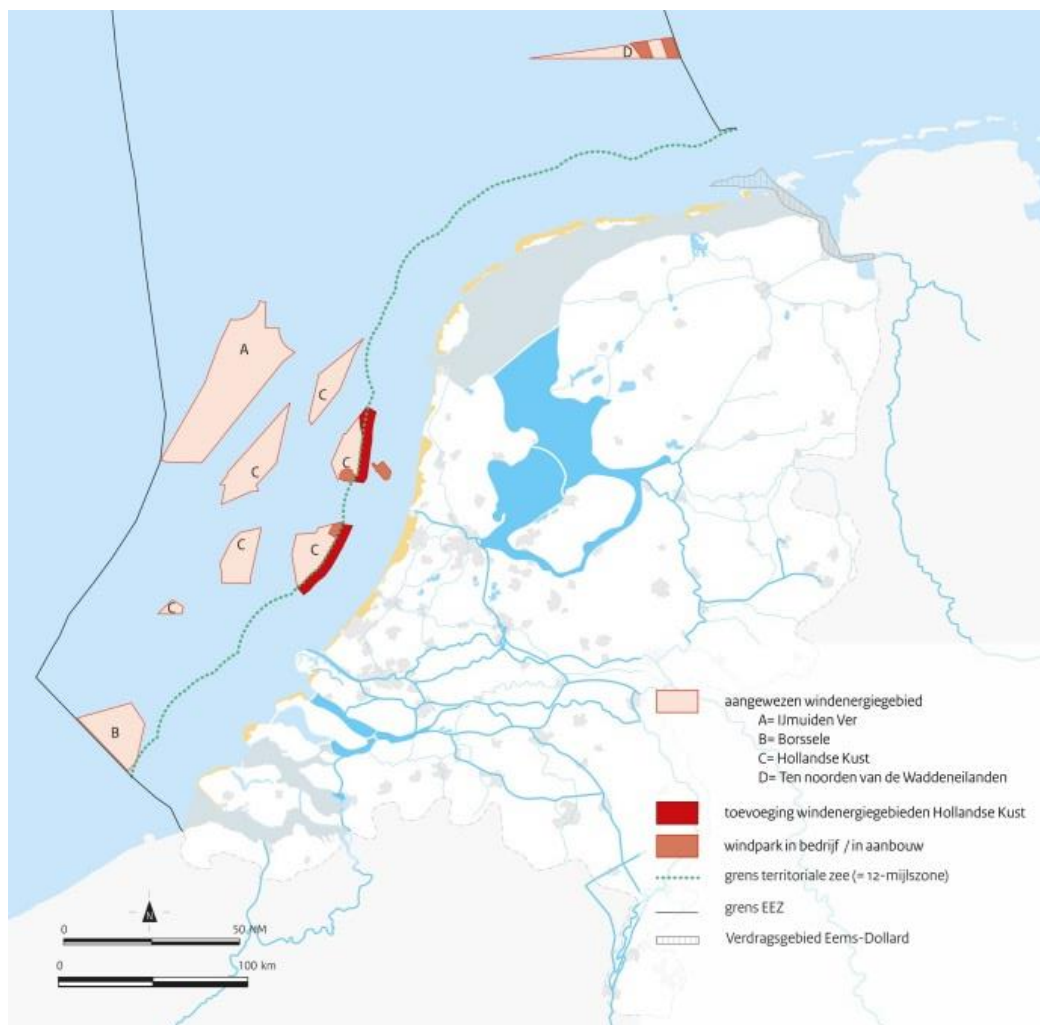 D
A
C
C
C
C
C
C
B
aangewezen windenergiegebied
A= IJmuiden Ver
B= Borssele
C= Hollandse Kust
D= Ten noorden van de Waddeneilanden
toevoeging windenergiegebieden Hollandse Kust
windpark in bedrijf / in aanbouw
grens territoriale zee (= 12-mijlszone)
grens EEZ
Verdragsgebied Eems-Dollard
N
0 50 NM
0 100 km